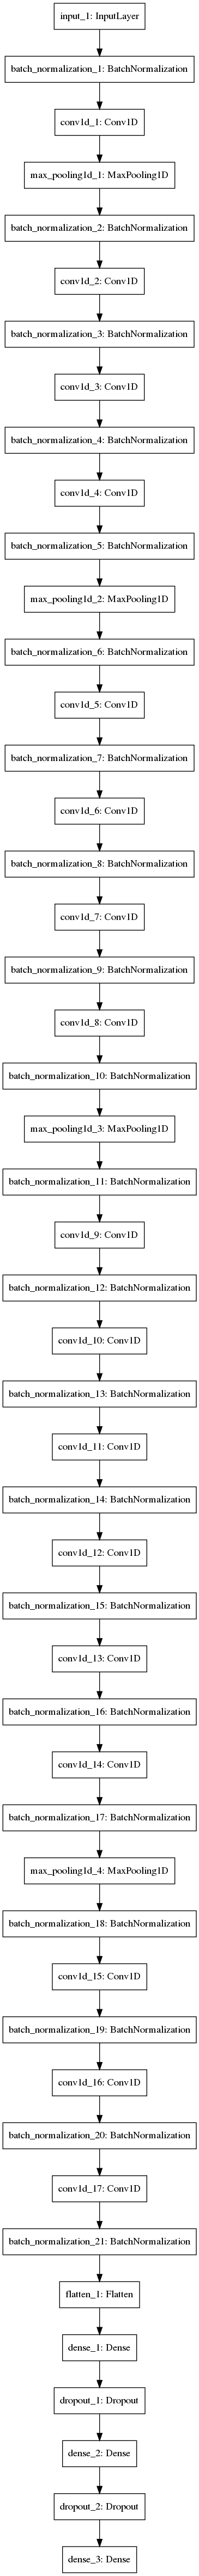 input_1: InputLayer
batch_normalization_1: BatchNormalization
conv1d_1: Conv1D
max_pooling1d_1: MaxPooling1D
batch_normalization_2: BatchNormalization
conv1d_2: Conv1D
batch_normalization_3: BatchNormalization
conv1d_3: Conv1D
batch_normalization_4: BatchNormalization
conv1d_4: Conv1D
batch_normalization_5: BatchNormalization
max_pooling1d_2: MaxPooling1D
batch_normalization_6: BatchNormalization
conv1d_5: Conv1D
batch_normalization_7: BatchNormalization
conv1d_6: Conv1D
batch_normalization_8: BatchNormalization
conv1d_7: Conv1D
batch_normalization_9: BatchNormalization
conv1d_8: Conv1D
batch_normalization_10: BatchNormalization
max_pooling1d_3: MaxPooling1D
batch_normalization_11: BatchNormalization
conv1d_9: Conv1D
batch_normalization_12: BatchNormalization
conv1d_10: Conv1D
batch_normalization_13: BatchNormalization
conv1d_11: Conv1D
batch_normalization_14: BatchNormalization
conv1d_12: Conv1D
batch_normalization_15: BatchNormalization
conv1d_13: Conv1D
batch_normalization_16: BatchNormalization
conv1d_14: Conv1D
batch_normalization_17: BatchNormalization
max_pooling1d_4: MaxPooling1D
batch_normalization_18: BatchNormalization
conv1d_15: Conv1D
batch_normalization_19: BatchNormalization
conv1d_16: Conv1D
batch_normalization_20: BatchNormalization
conv1d_17: Conv1D
batch_normalization_21: BatchNormalization
flatten_1: Flatten
dense_1: Dense
dropout_1: Dropout
dense_2: Dense
dropout_2: Dropout
dense_3: Dense